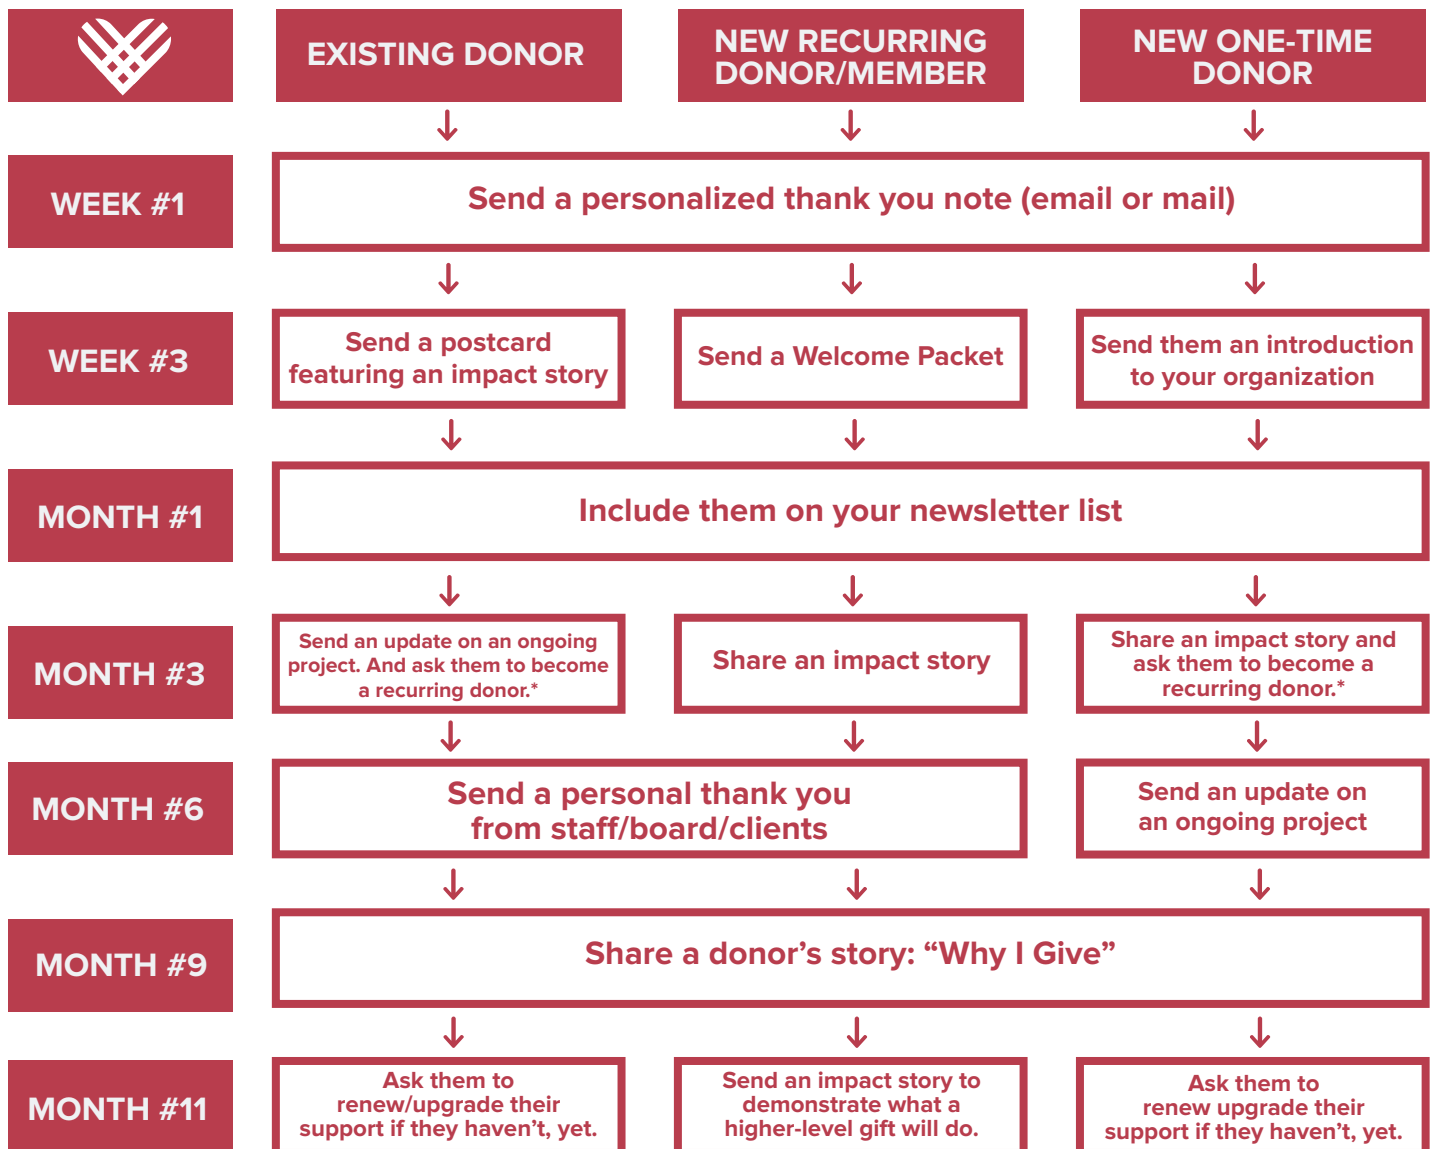 EXISTING DONOR
NEW RECURRING
DONOR/MEMBER
NEW ONE-TIME
DONOR
WEEK #1
Send a personalized thank you note (email or mail)
WEEK #3
Send a postcard
featuring an impact story
Send a Welcome Packet
Send them an introduction
to your organization
MONTH #1
Include them on your newsletter list
MONTH #3
Send an update on an ongoing
project. And ask them to become
a recurring donor.*
Share an impact story
Share an impact story and
ask them to become a
recurring donor.*
MONTH #6
Send a personal thank you
from staff/board/clients
Send an update on
an ongoing project
MONTH #9
Share a donor’s story: “Why I Give”
MONTH #11
Ask them to
renew/upgrade their
support if they haven’t, yet.
Send an impact story to
demonstrate what a
higher-level gift will do.
Ask them to
renew upgrade their
support if they haven’t, yet.